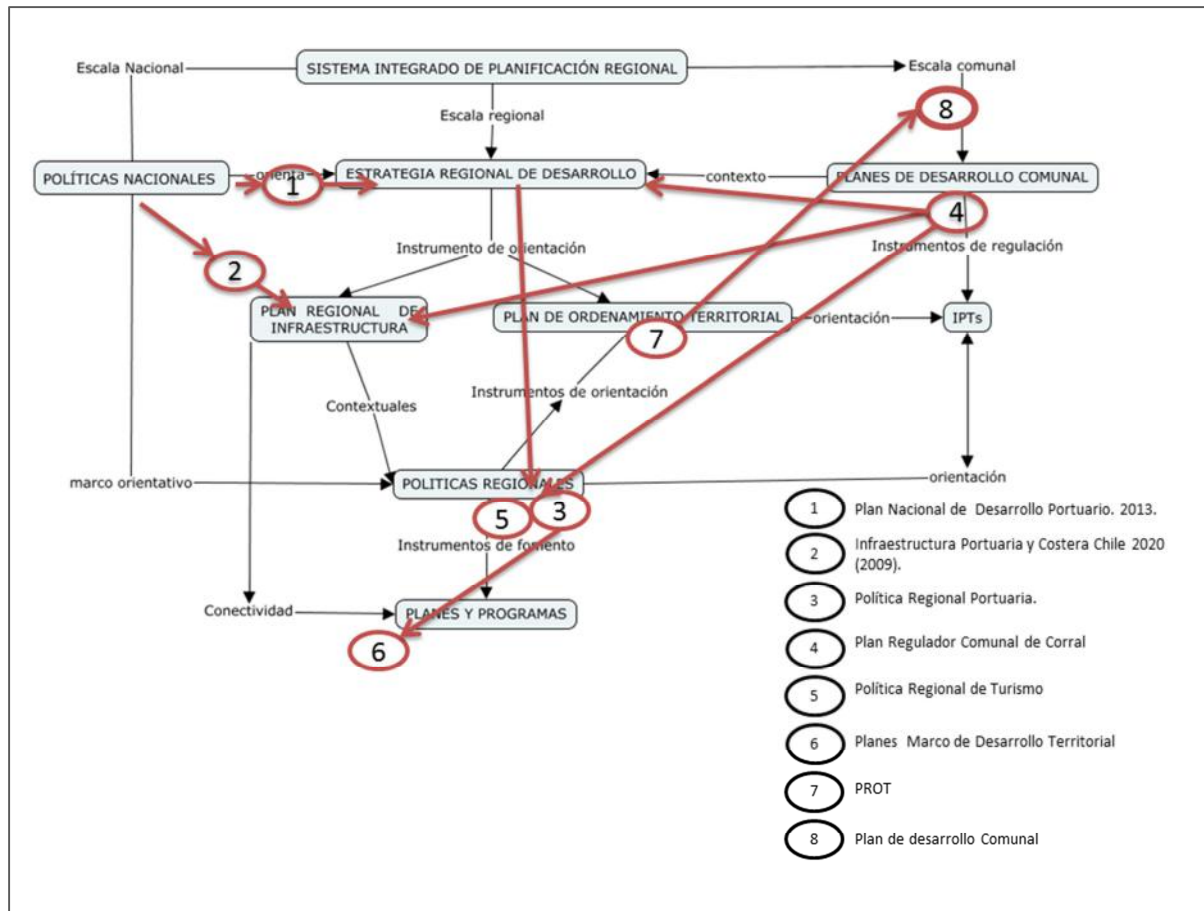 Escala Nacional
SISTEMA INTEGRADO DE PLANIFICACIÓN REGIONAL
Escala comunal
8
Escala regional
POLÍTICAS NACIONALES
orienta
1
ESTRATEGIA REGIONAL DE DESARROLLO
contexto
PLANES DE DESARROLLO COMUNAL
4
Instrumento de orientación
Instrumentos de regulación
2
PLAN REGIONAL DE
INFRAESTRUCTURA
PLAN DE ORDENAMIENTO TERRITORIAL
orientación
IPTs
7
Instrumentos de orientación
Contextuales
marco orientativo
POLITICAS REGIONALES
orientación
5
3
Instrumentos de fomento
Conectividad
PLANES Y PROGRAMAS
6
1 Plan Nacional de Desarrollo Portuario. 2013.
2 Infraestructura Portuaria y Costera Chile 2020
(2009).
3 Política Regional Portuaria.
4 Plan Regulador Comunal de Corral
5 Política Regional de Turismo
6 Planes Marco de Desarrollo Territorial
7 PROT
8 Plan de desarrollo Comunal